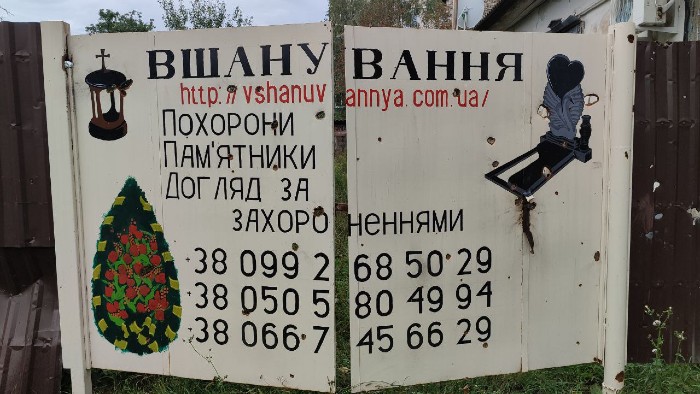 ВШАНУВАННЯ
http://vshanuvannya.com.ua/
ПОХОРОНИ
ПАМ'ЯТНИКИ
ДОГЛЯД ЗА
ЗАХОРОНЕННЯМИ
+38 099 2 68 50 29
+38 050 5 80 49 94
+38 066 7 45 66 29